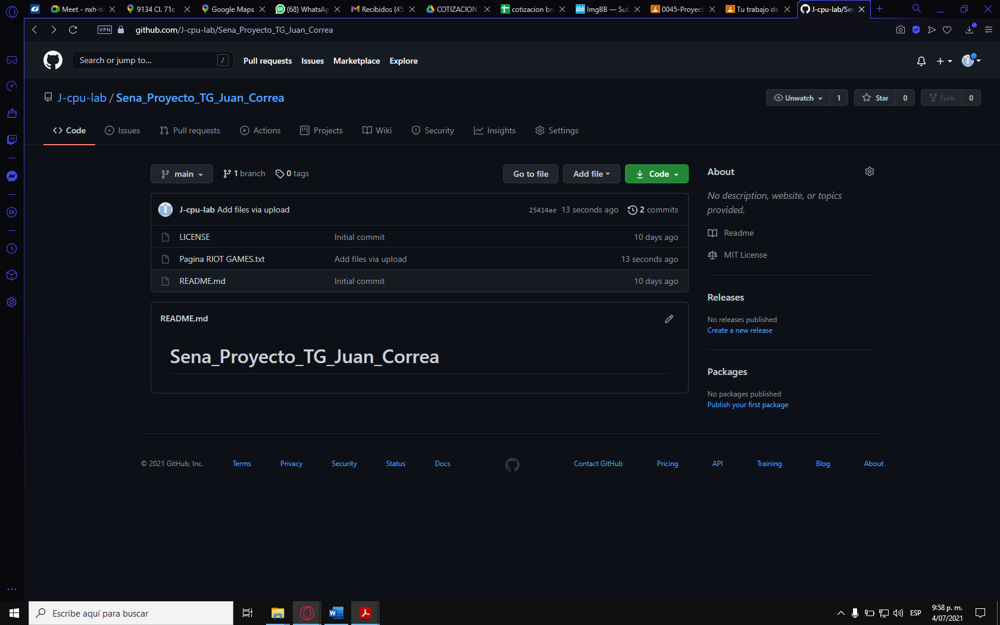 Meet - nxh-ti
9134 Cl. 71c -
Google Maps
(68) WhatsAp
Recibidos (45
COTIZACION
cotizacion bru
ImgBB — Sub
0045-Proyect
Tu trabajo de
J-cpu-lab/Sen
VPN
github.com/J-cpu-lab/Sena_Proyecto_TG_Juan_Correa
Search or jump to...
/
Pull requests
Issues
Marketplace
Explore
J-cpu-lab / Sena_Proyecto_TG_Juan_Correa
Unwatch
1
Star
0
Fork
0
Code
Issues
Pull requests
Actions
Projects
Wiki
Security
Insights
Settings
main
1 branch
0 tags
Go to file
Add file
Code
J-cpu-lab Add files via upload
25414ae
13 seconds ago
2 commits
LICENSE
Initial commit
10 days ago
Pagina RIOT GAMES.txt
Add files via upload
13 seconds ago
README.md
Initial commit
10 days ago
README.md
Sena_Proyecto_TG_Juan_Correa
About
No description, website, or topics
provided.
Readme
MIT License
Releases
No releases published
Create a new release
Packages
No packages published
Publish your first package
© 2021 GitHub, Inc.
Terms
Privacy
Security
Status
Docs
Contact GitHub
Pricing
API
Training
Blog
About
Escribe aquí para buscar
ESP
9:58 p. m.
4/07/2021